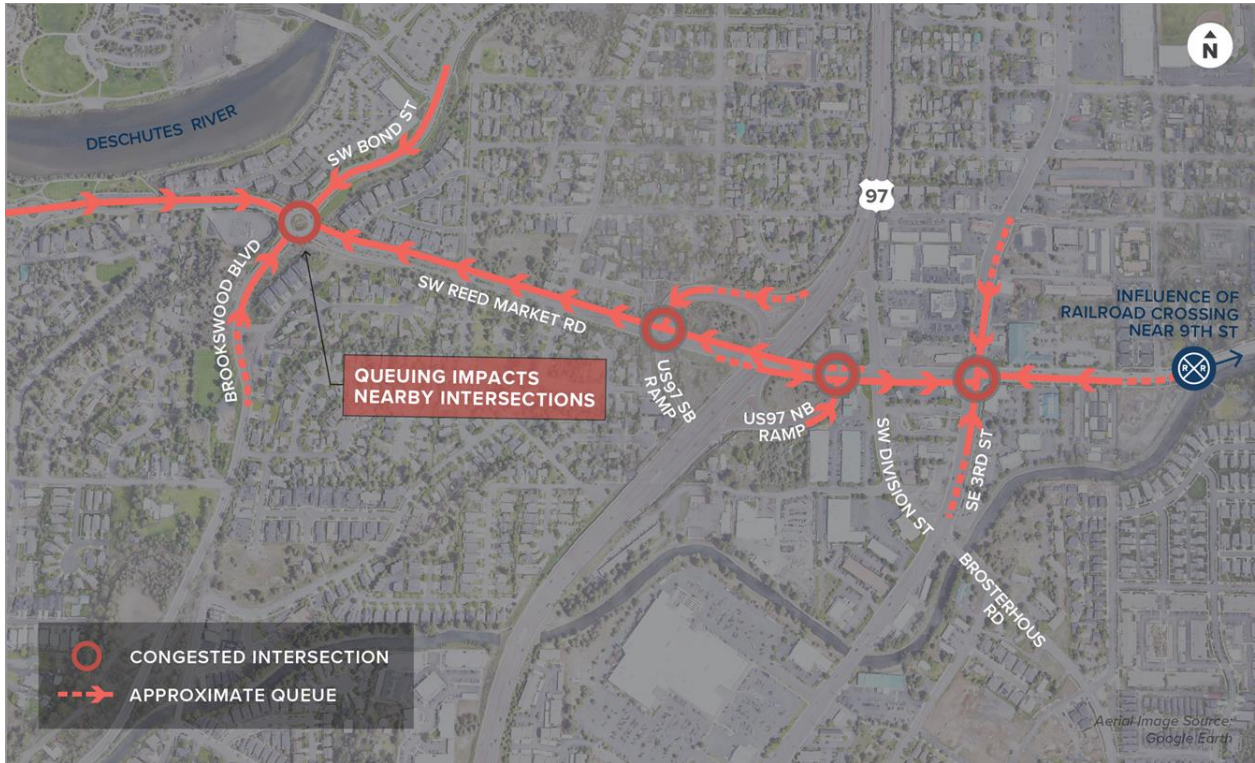 N
DESCHUTES RIVER
SW BOND ST
97
BROOKSWOOD BLVD
SW REED MARKET RD
INFLUENCE OF
RAILROAD CROSSING
NEAR 9TH ST
R R
QUEUING IMPACTS
NEARBY INTERSECTIONS
US97 SB
RAMP
US97 NB
RAMP
SW DIVISION ST
SE 3RD ST
BROSTERHOUS
RD
CONGESTED INTERSECTION
APPROXIMATE QUEUE
Aerial Image Source:
Google Earth